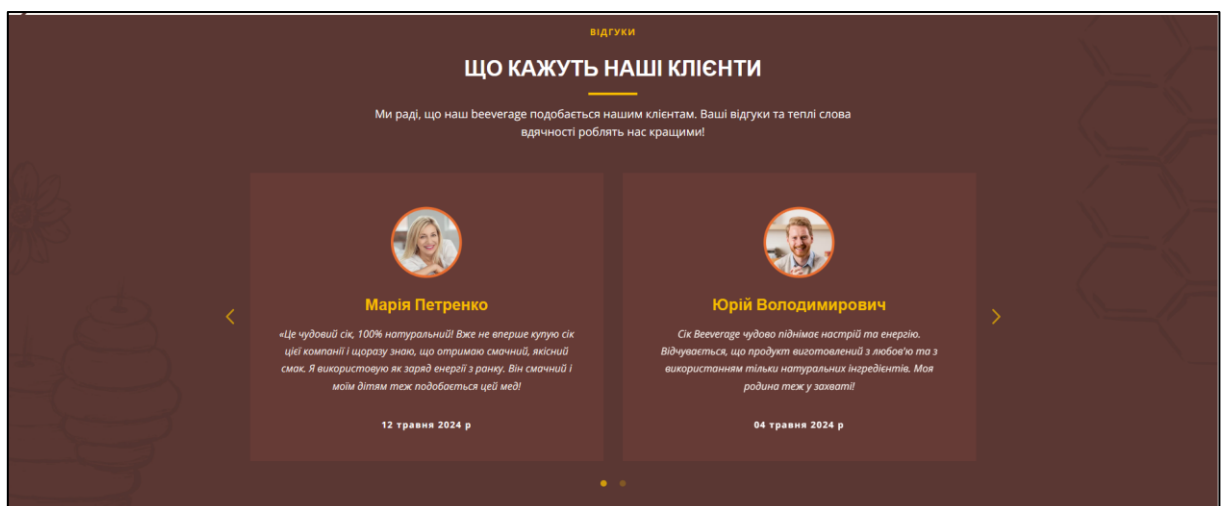 ВІДГУКИ
ЩО КАЖУТЬ НАШІ КЛІЄНТИ
Ми раді, що наш beeverage подобається нашим клієнтам. Ваші відгуки та теплі слова
вдячності роблять нас кращими!
Марія Петренко
«Це чудовий сік, 100% натуральний! Вже не вперше купую сік
цієї компанії і щоразу знаю, що отримаю смачний, якісний
смак. Я використовую як заряд енергії з ранку. Він смачний і
моїм дітям теж подобається цей мед!
12 травня 2024 р
Юрій Володимирович
Сік Beeverage чудово піднімає настрій та енергію.
Відчувається, що продукт виготовлений з любов'ю та з
використанням тільки натуральних інгредієнтів. Моя
родина теж у захваті!
04 травня 2024 р